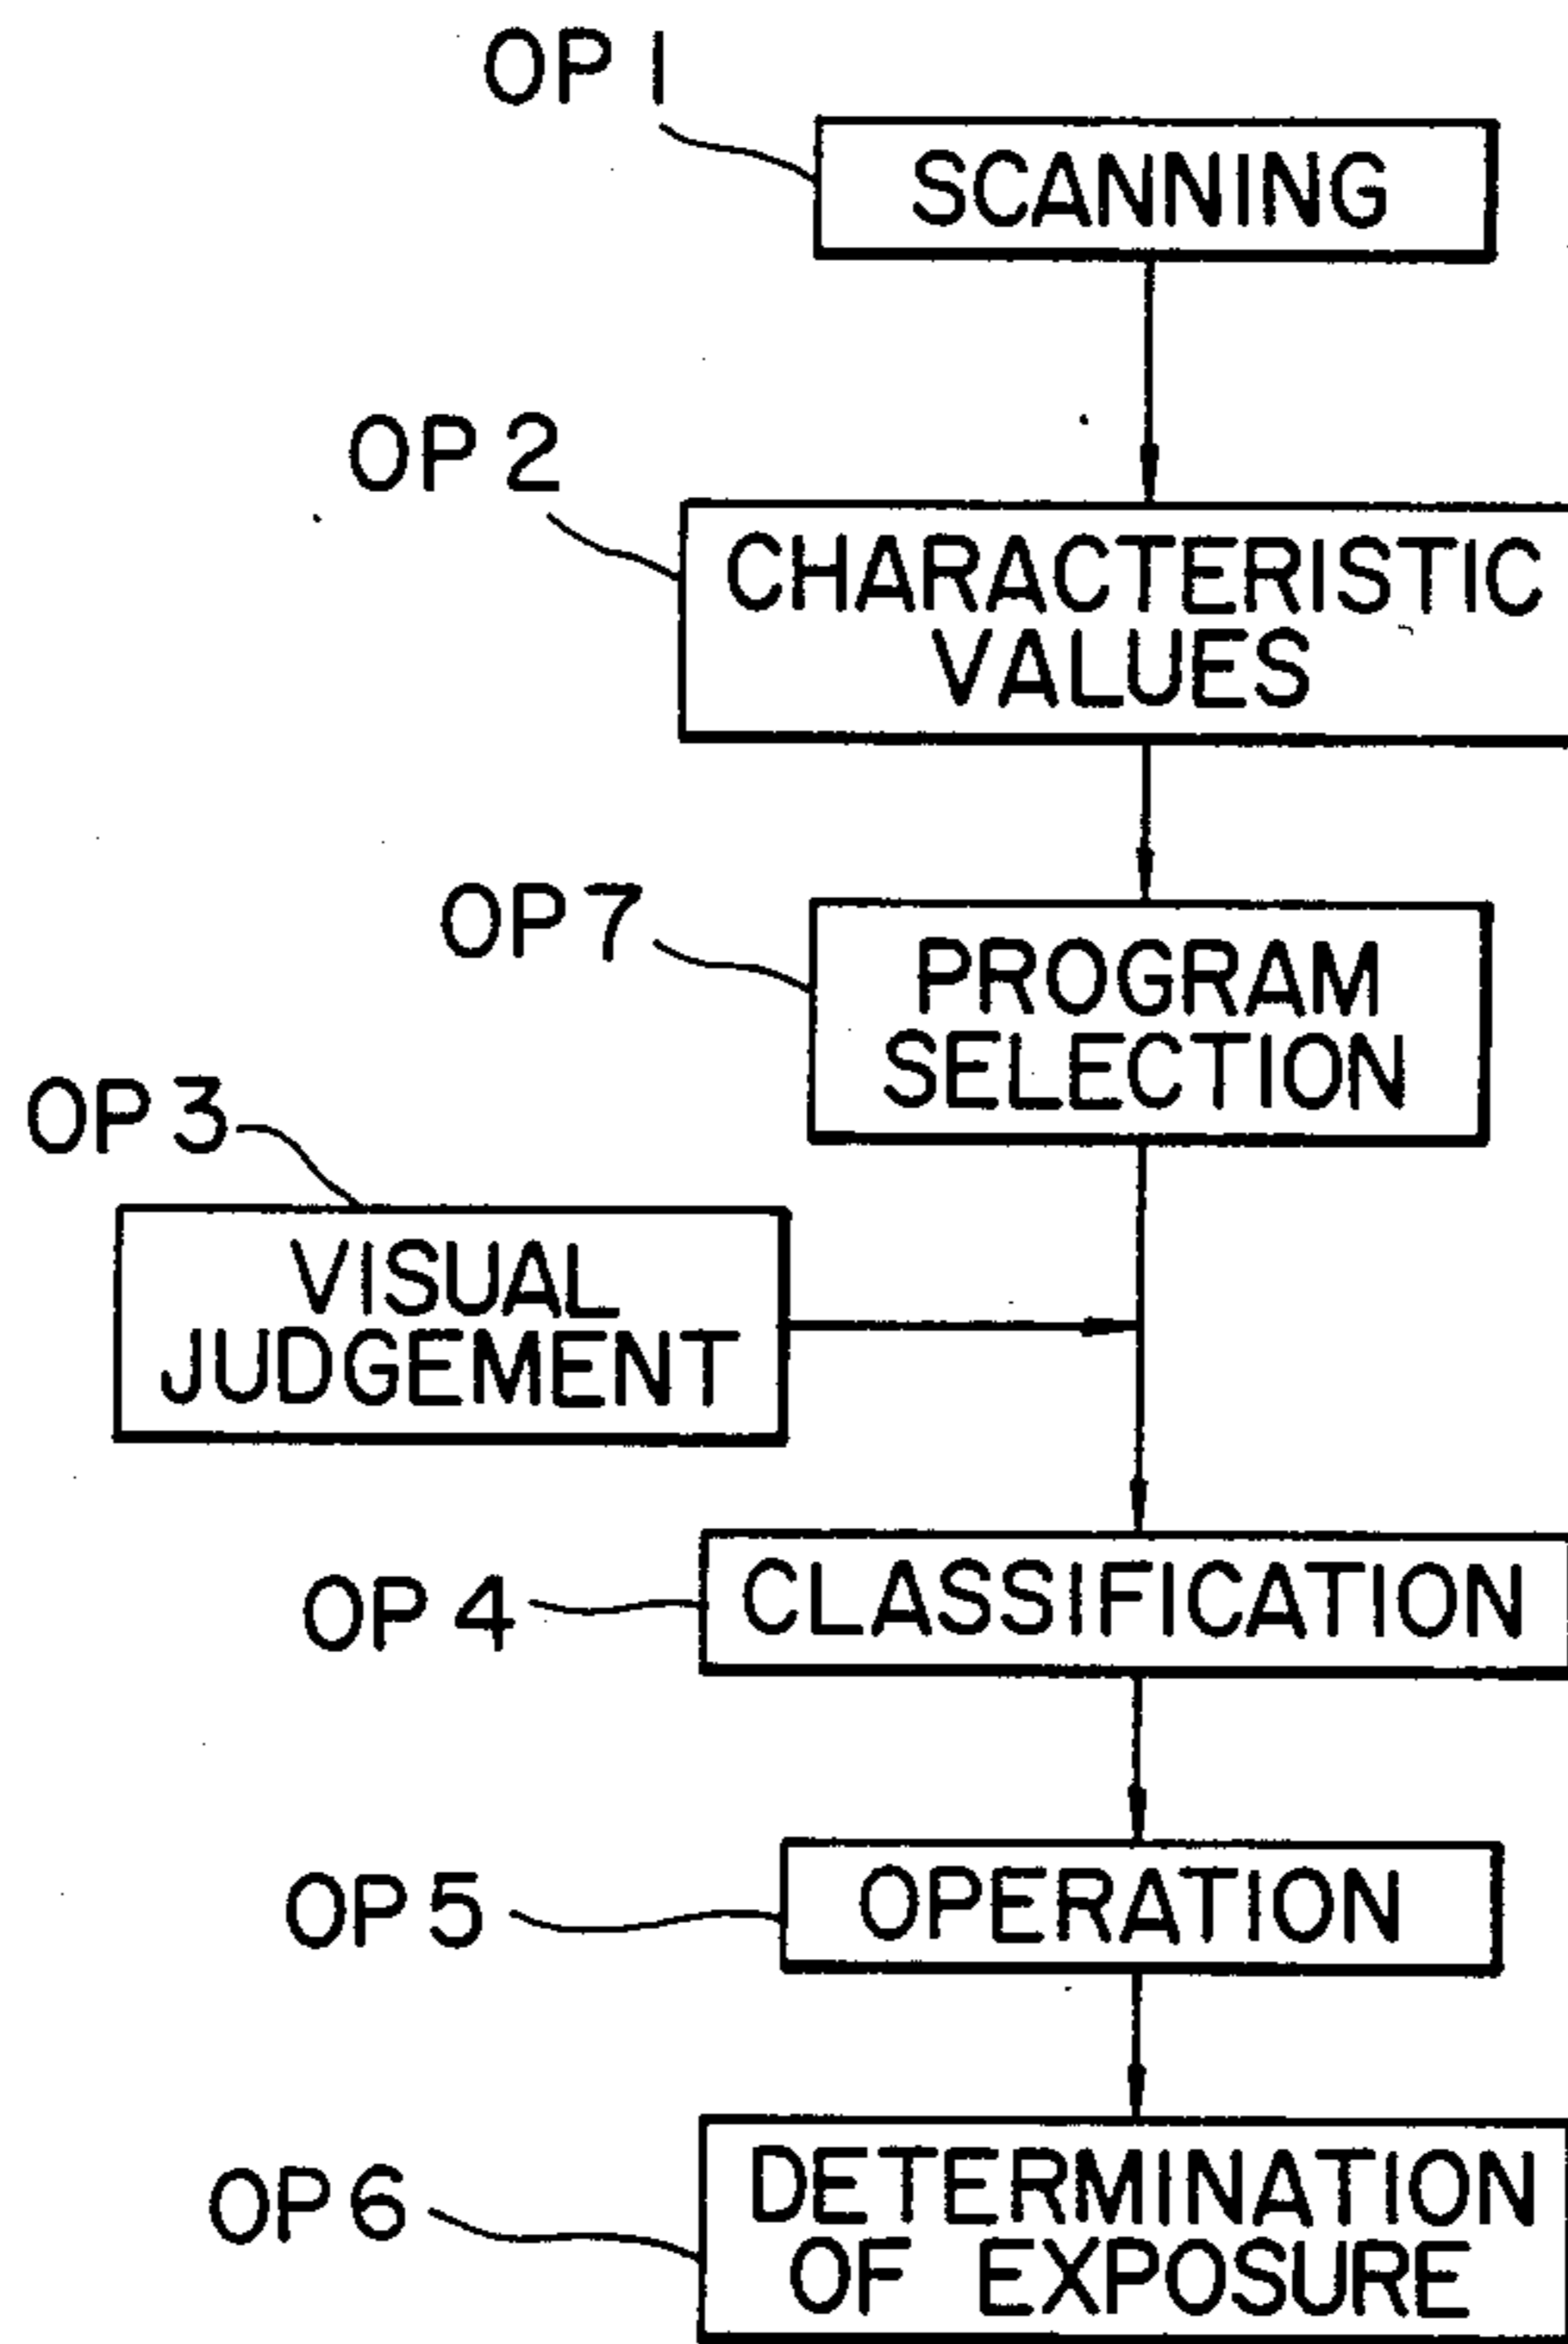 OP 1
SCANNING
OP 2
CHARACTERISTIC
VALUES
OP 7
PROGRAM
SELECTION
OP 3
VISUAL
JUDGEMENT
OP 4
CLASSIFICATION
OP 5
OPERATION
OP 6
DETERMINATION
OF EXPOSURE